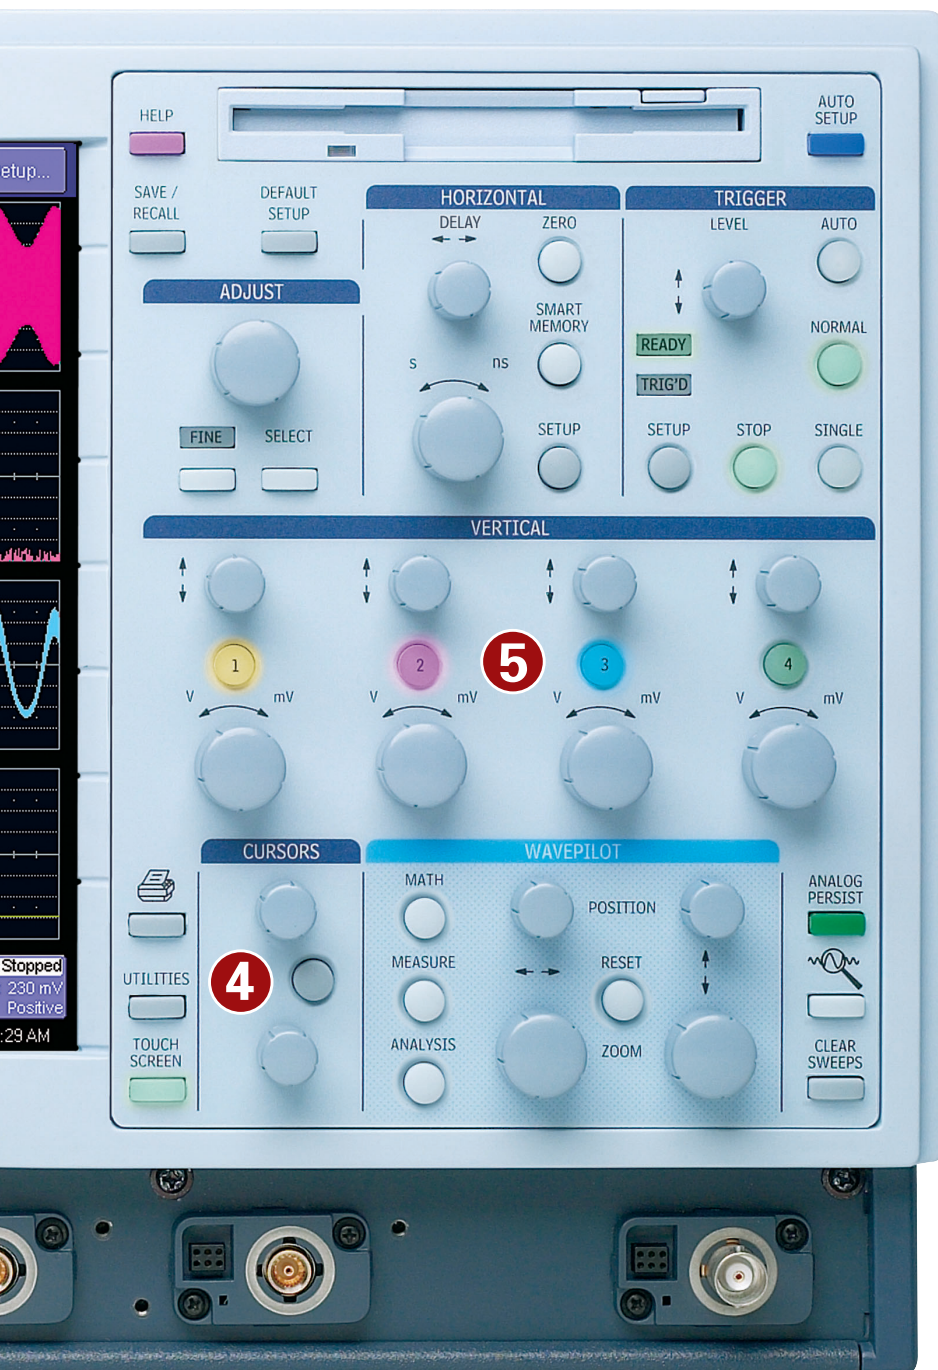 HELP
AUTO
SETUP
etup...
SAVE /
RECALL
DEFAULT
SETUP
HORIZONTAL
DELAY
ZERO
SMART
MEMORY
s
ns
SETUP
TRIGGER
LEVEL
AUTO
READY
TRIG'D
NORMAL
SETUP
STOP
SINGLE
ADJUST
FINE
SELECT
VERTICAL
1
2
5
3
4
V
mV
V
mV
V
mV
V
mV
CURSORS
4
WAVEPILOT
MATH
MEASURE
ANALYSIS
POSITION
RESET
ZOOM
ANALOG
PERSIST
CLEAR
SWEEPS
UTILITIES
TOUCH
SCREEN
Stopped
230 mV
Positive
:29 AM